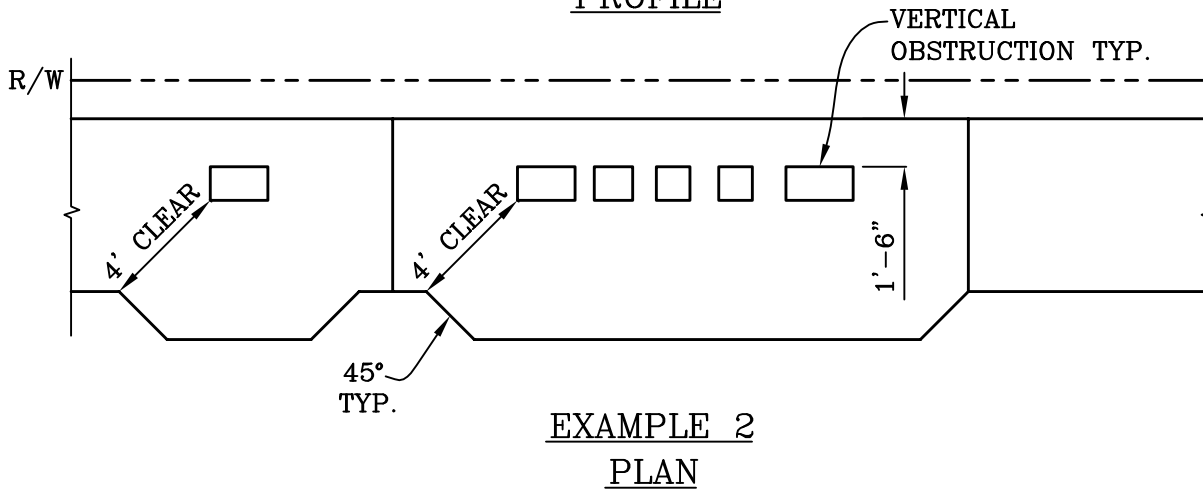 PROFILE
VERTICAL
OBSTRUCTION TYP.
R/W
4' CLEAR
4' CLEAR
1'-6"
45°
TYP.
EXAMPLE 2
PLAN